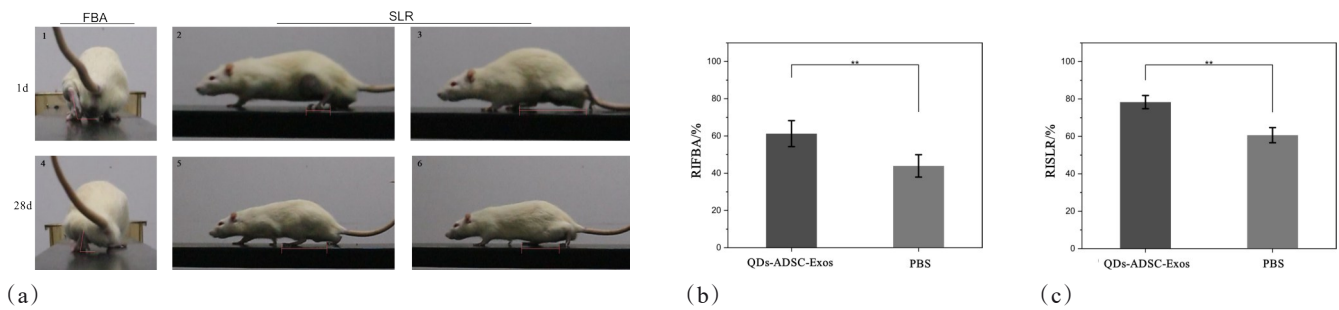 FBA
SLR
1
2
3
1d
4
5
6
28d
(a)
**
100
80
60
40
20
0
RIFBA/%
QDs-ADSC-Exos
PBS
(b)
**
100
80
60
40
20
0
RISLR/%
QDs-ADSC-Exos
PBS
(c)